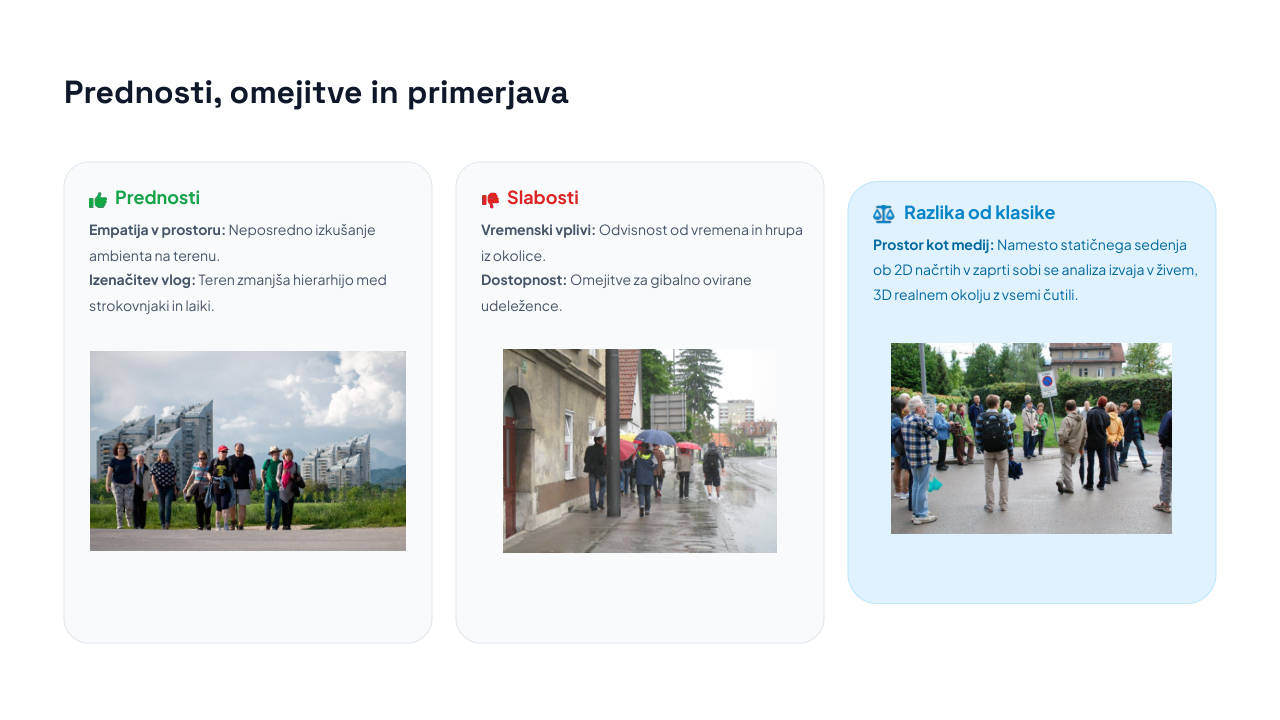 Prednosti, omejitve in primerjava
Prednosti
Empatija v prostoru: Neposredno izkušanje
ambienta na terenu.
Izenačitev vlog: Teren zmanjša hierarhijo med
strokovnjaki in laiki.
Slabosti
Vremenski vplivi: Odvisnost od vremena in hrupa
iz okolice.
Dostopnost: Omejitve za gibalno ovirane
udeležence.
Razlika od klasike
Prostor kot medij: Namesto statičnega sedenja
ob 2D načrtih v zaprti sobi se analiza izvaja v živem,
3D realnem okolju z vsemi čutili.